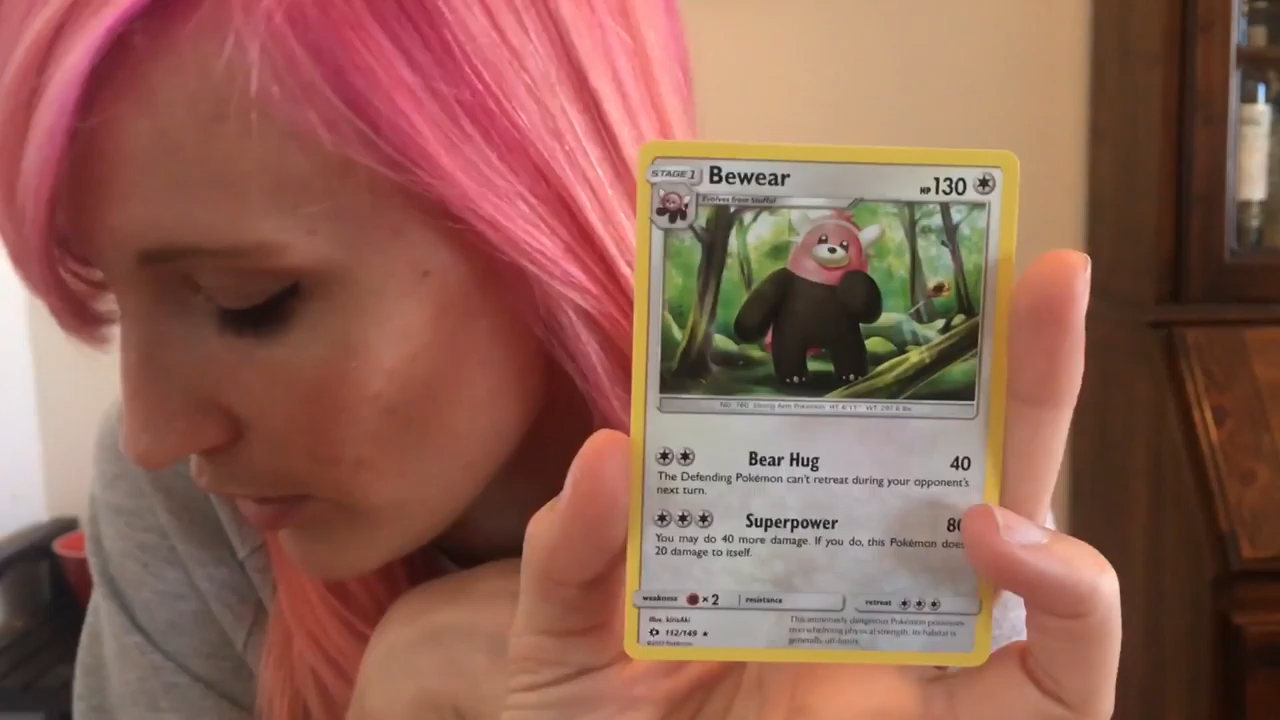 STAGE 1 Bewear HP 130
Evolves from Stufful
NO. 760 Strong Arm Pokémon HT: 6'11" WT: 297.6 lbs.
Bear Hug 40
The Defending Pokémon can't retreat during your opponent's
next turn.
Superpower 80
You may do 40 more damage. If you do, this Pokémon does
20 damage to itself.
weakness ×2 resistance retreat
illus. kirisAki
112/149
©2017 Pokémon
This extremely dangerous Pokémon possesses
overwhelming physical strength. Its habitat is
generally off-limits.